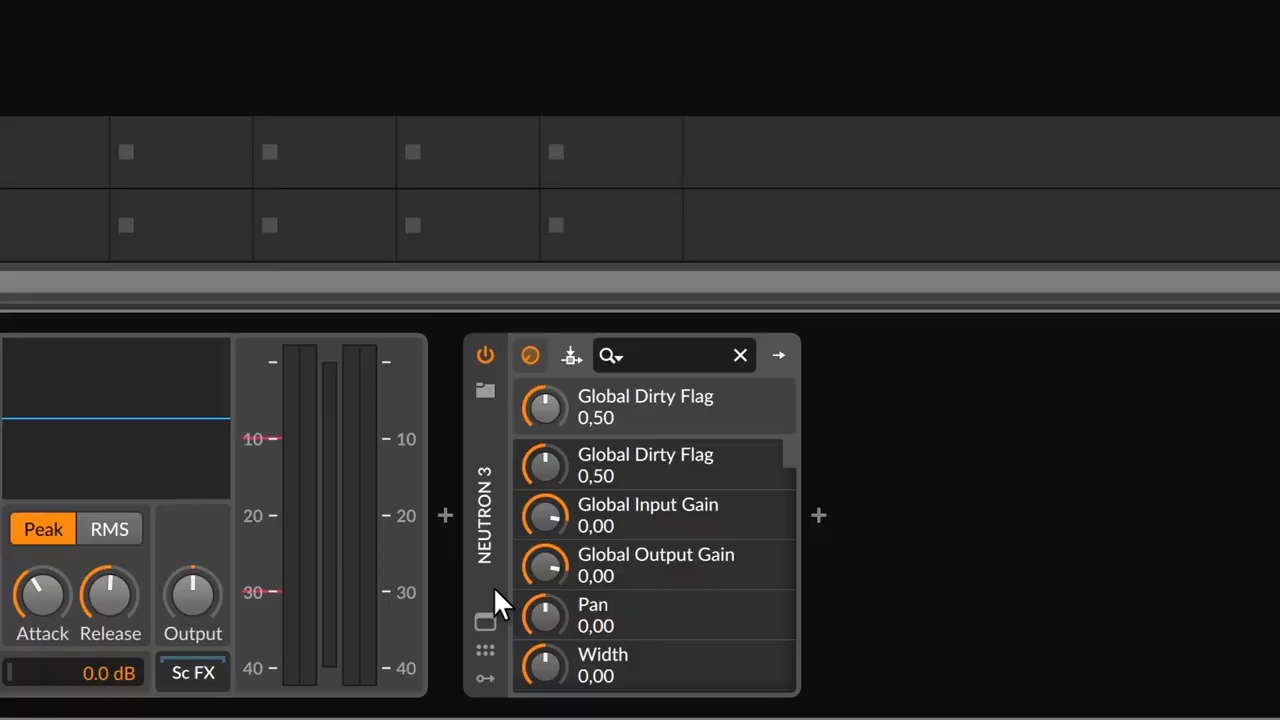 10
20
30
40
10
20
30
40
Peak RMS
Attack Release Output
0.0 dB Sc FX
NEUTRON 3
Global Dirty Flag
0,50
Global Dirty Flag
0,50
Global Input Gain
0,00
Global Output Gain
0,00
Pan
0,00
Width
0,00